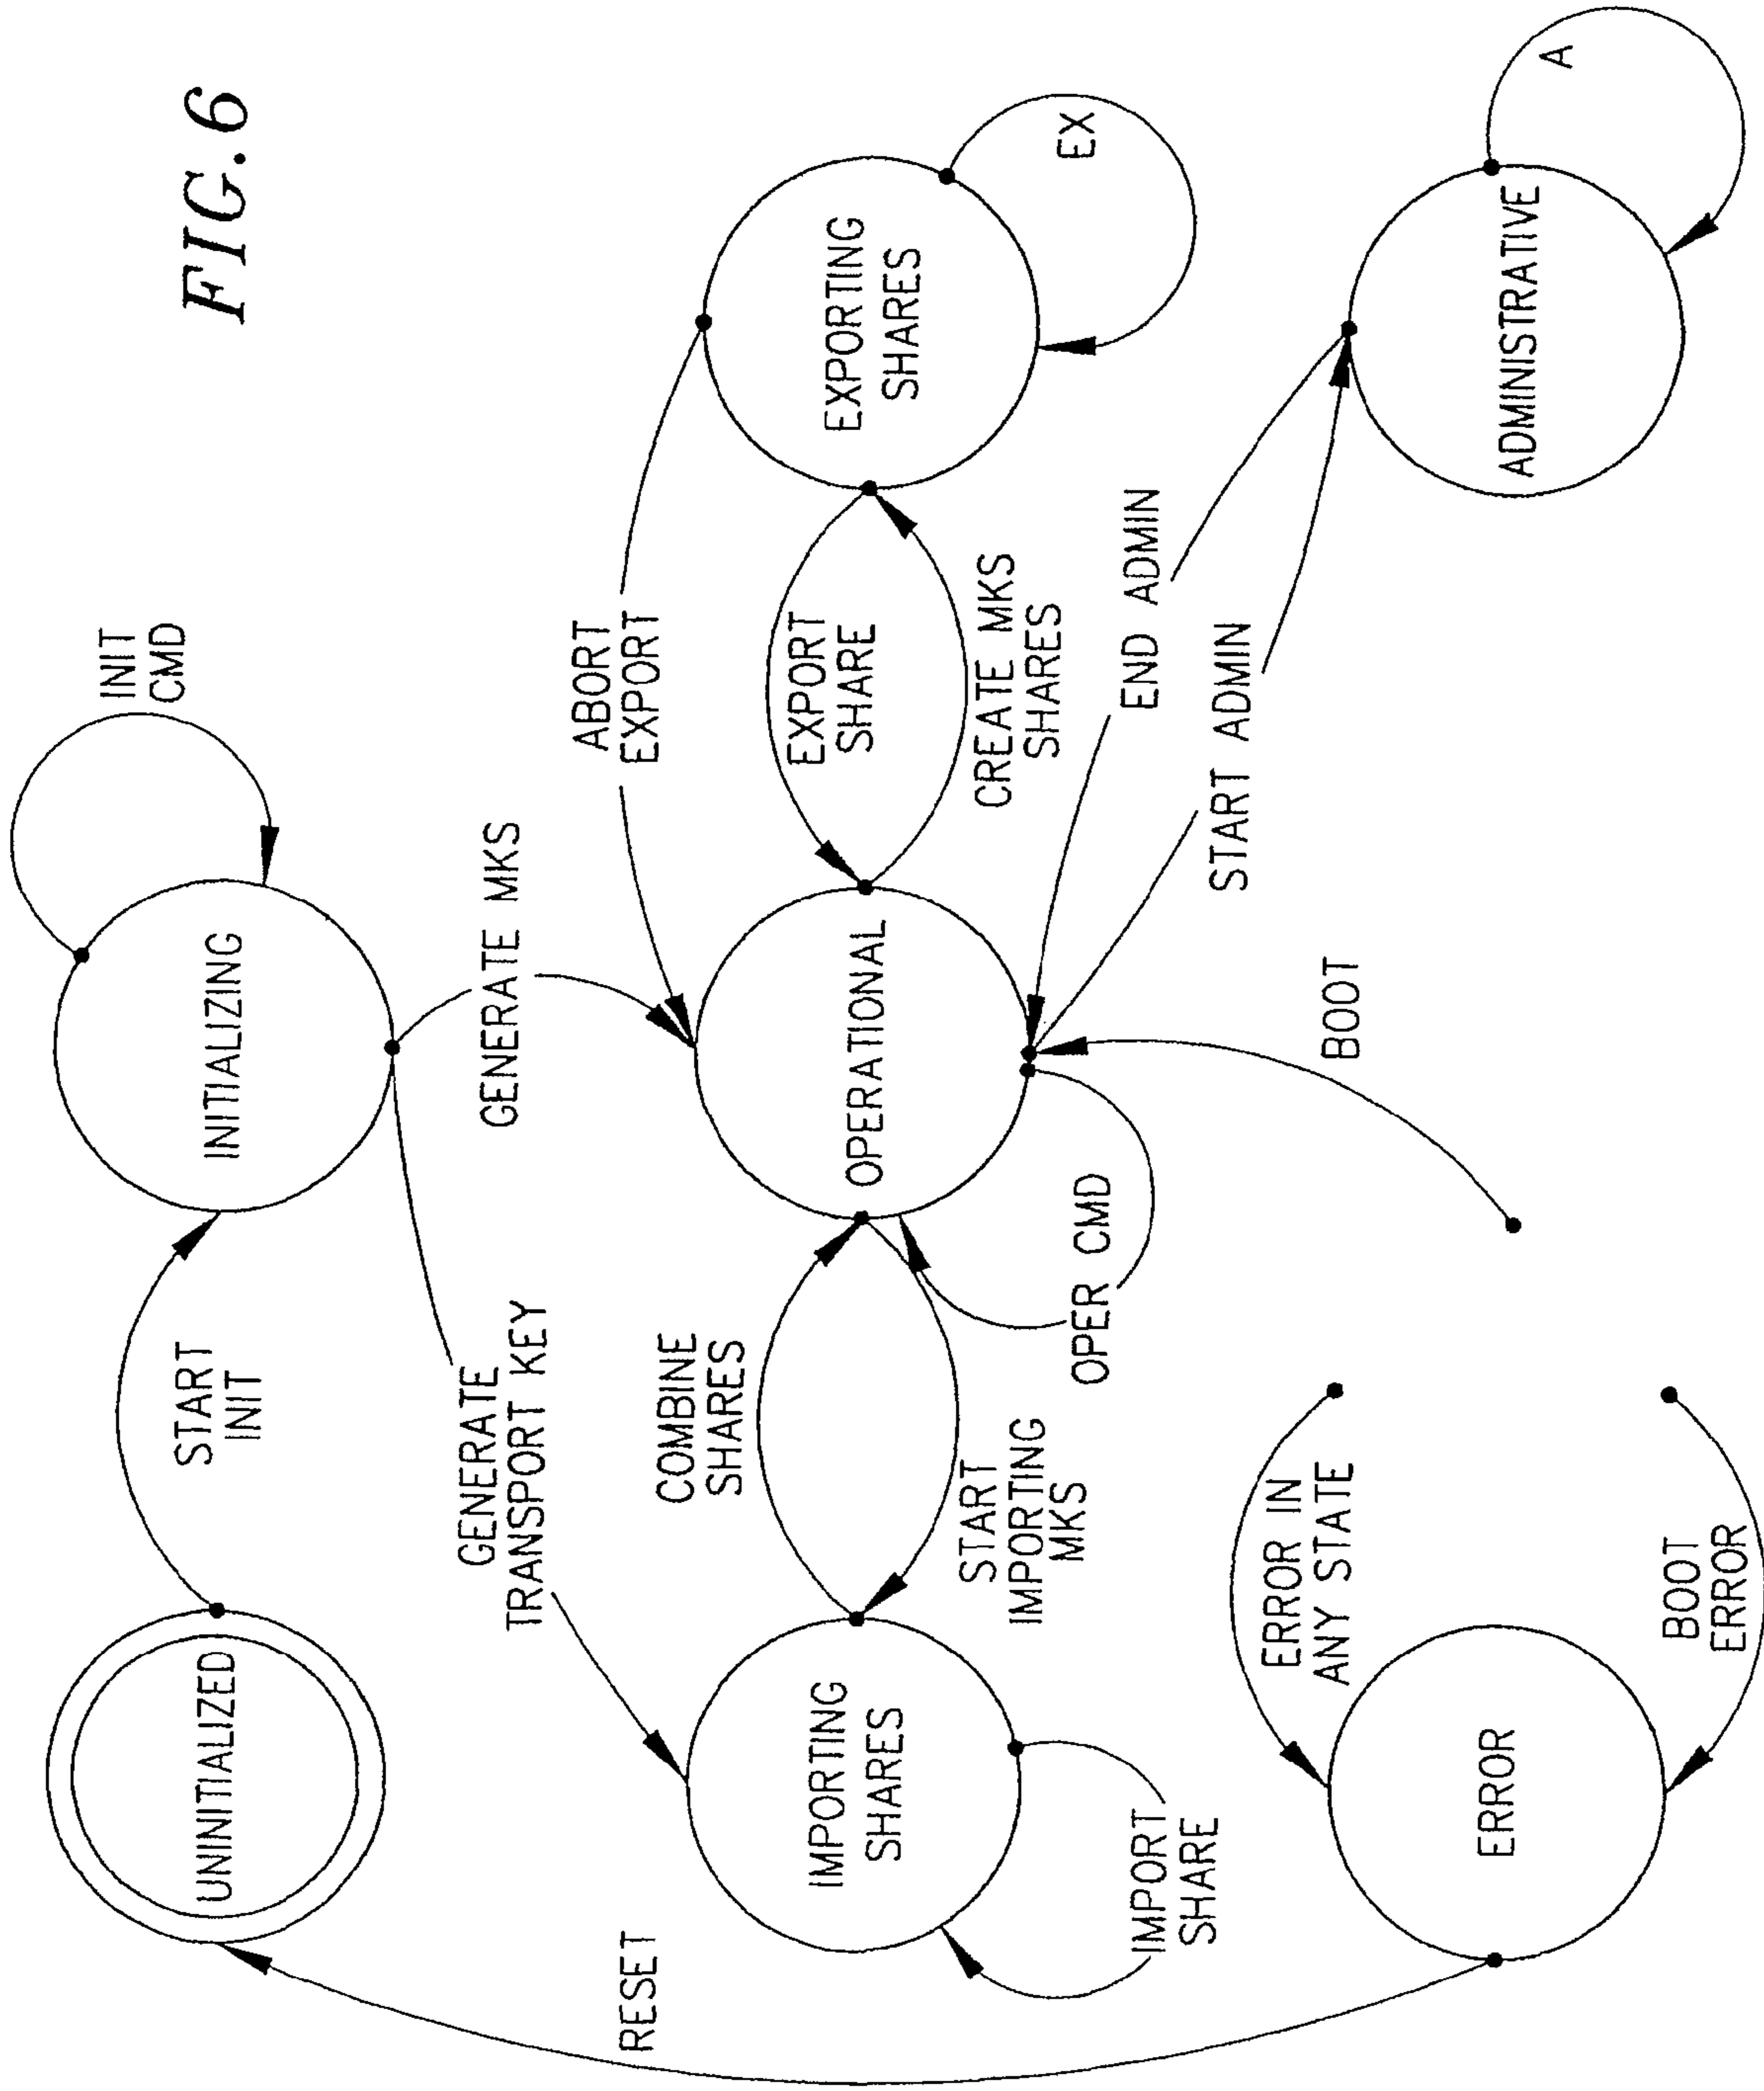 FIG. 6
UNINITIALIZED
START
INIT
INITIALIZING
INIT
CMD
GENERATE
TRANSPORT KEY
GENERATE MKS
ABORT
EXPORT
RESET
IMPORTING
SHARES
COMBINE
SHARES
START
IMPORTING
MKS
OPERATIONAL
EXPORT
SHARE
CREATE MKS
SHARES
EXPORTING
SHARES
EX
IMPORT
SHARE
OPER CMD
END ADMIN
START ADMIN
BOOT
ERROR IN
ANY STATE
ERROR
BOOT
ERROR
ADMINISTRATIVE
A